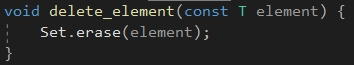 void delete_element(const T element) {
    Set.erase(element);
}